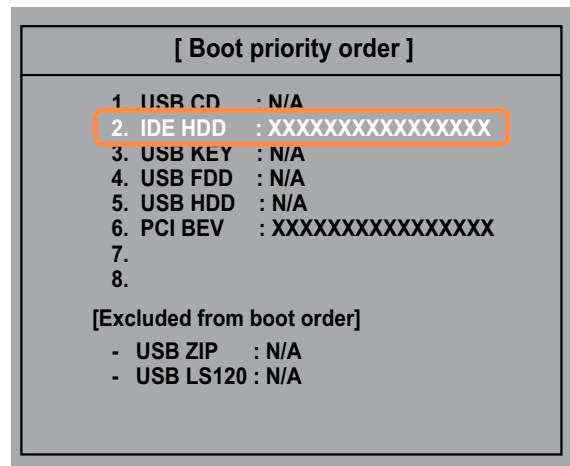 [ Boot priority order ]
1. USB CD : N/A
2. IDE HDD : XXXXXXXXXXXXXXXX
3. USB KEY : N/A
4. USB FDD : N/A
5. USB HDD : N/A
6. PCI BEV : XXXXXXXXXXXXXXXX
7.
8.
[Excluded from boot order]
- USB ZIP : N/A
- USB LS120 : N/A